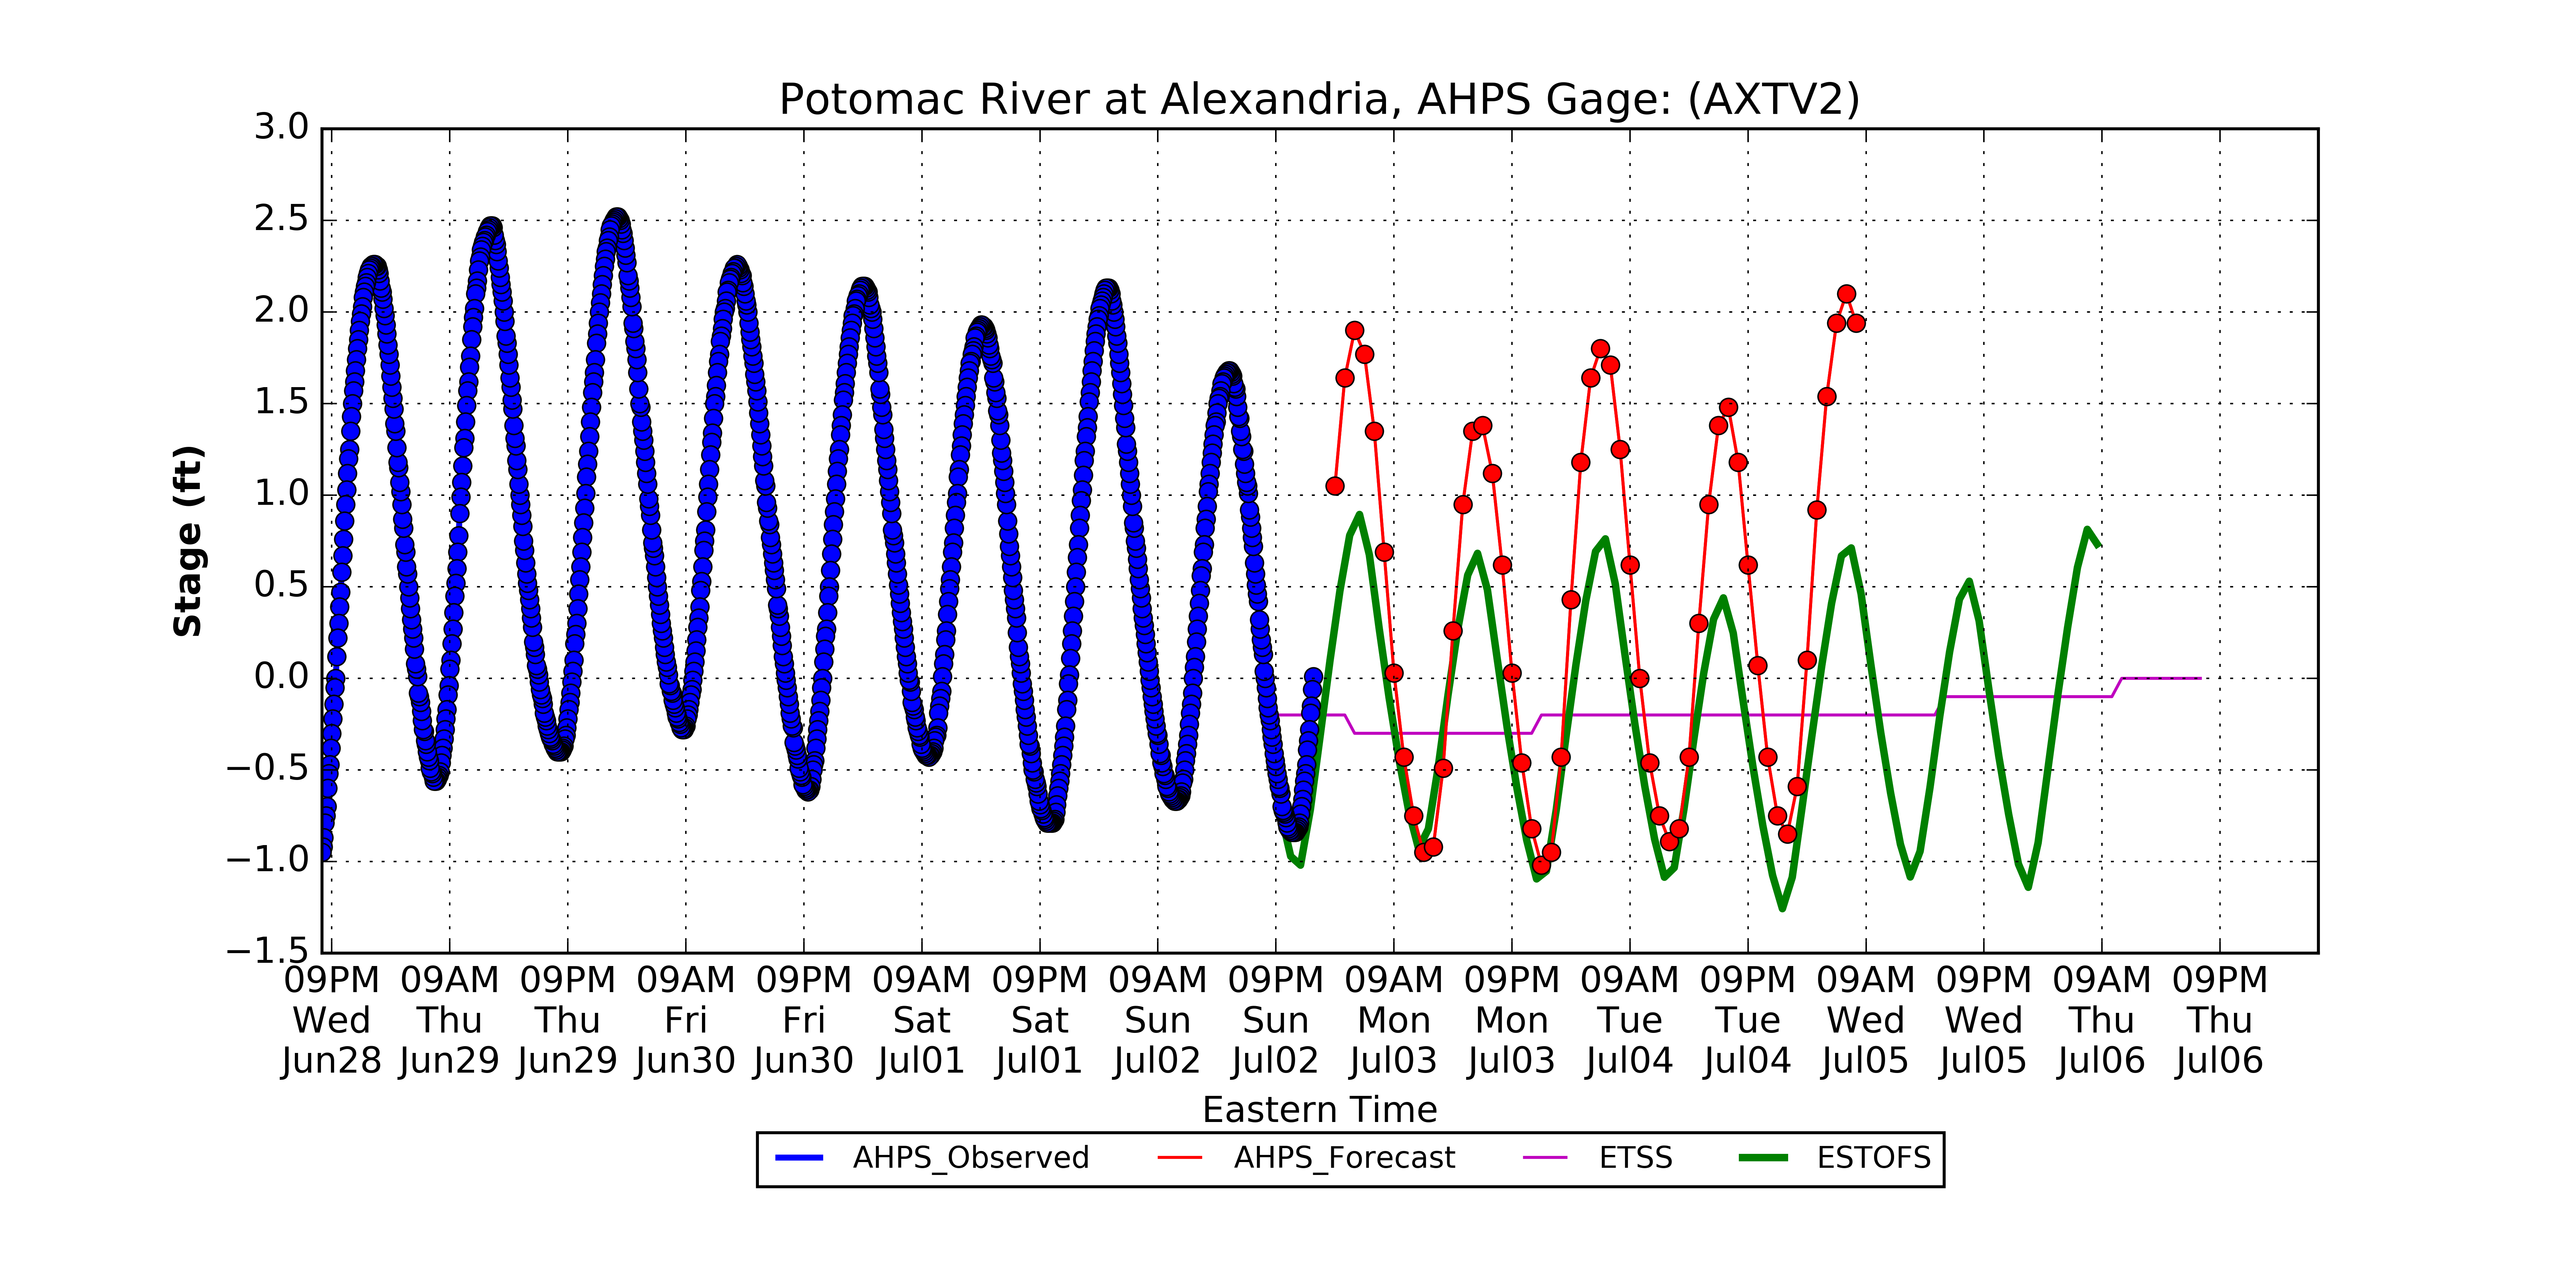 Potomac River at Alexandria, AHPS Gage: (AXTV2)
3.0
2.5
2.0
1.5
1.0
0.5
0.0
−0.5
−1.0
−1.5
Stage (ft)
09PM 09AM 09PM 09AM 09PM 09AM 09PM 09AM 09PM 09AM 09PM 09AM 09PM 09AM 09PM 09AM 09PM
Wed Thu Thu Fri Fri Sat Sat Sun Sun Mon Mon Tue Tue Wed Wed Thu Thu
Jun28 Jun29 Jun29 Jun30 Jun30 Jul01 Jul01 Jul02 Jul02 Jul03 Jul03 Jul04 Jul04 Jul05 Jul05 Jul06 Jul06
Eastern Time
AHPS_Observed AHPS_Forecast ETSS ESTOFS